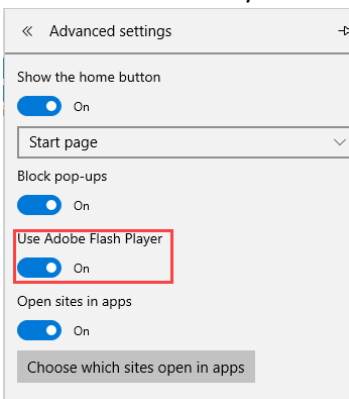 Advanced settings
Show the home button
On
Start page
Block pop-ups
On
Use Adobe Flash Player
On
Open sites in apps
On
Choose which sites open in apps